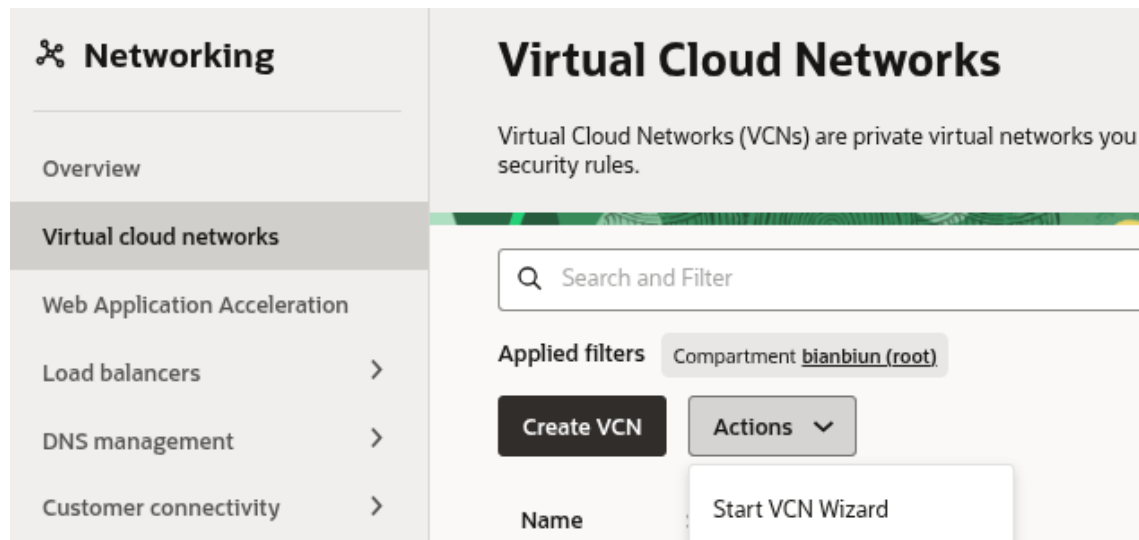 Networking
Overview
Virtual cloud networks
Web Application Acceleration
Load balancers
DNS management
Customer connectivity
Virtual Cloud Networks
Virtual Cloud Networks (VCNs) are private virtual networks you
security rules.
Search and Filter
Applied filters Compartment bianbiun (root)
Create VCN Actions
Name
Start VCN Wizard